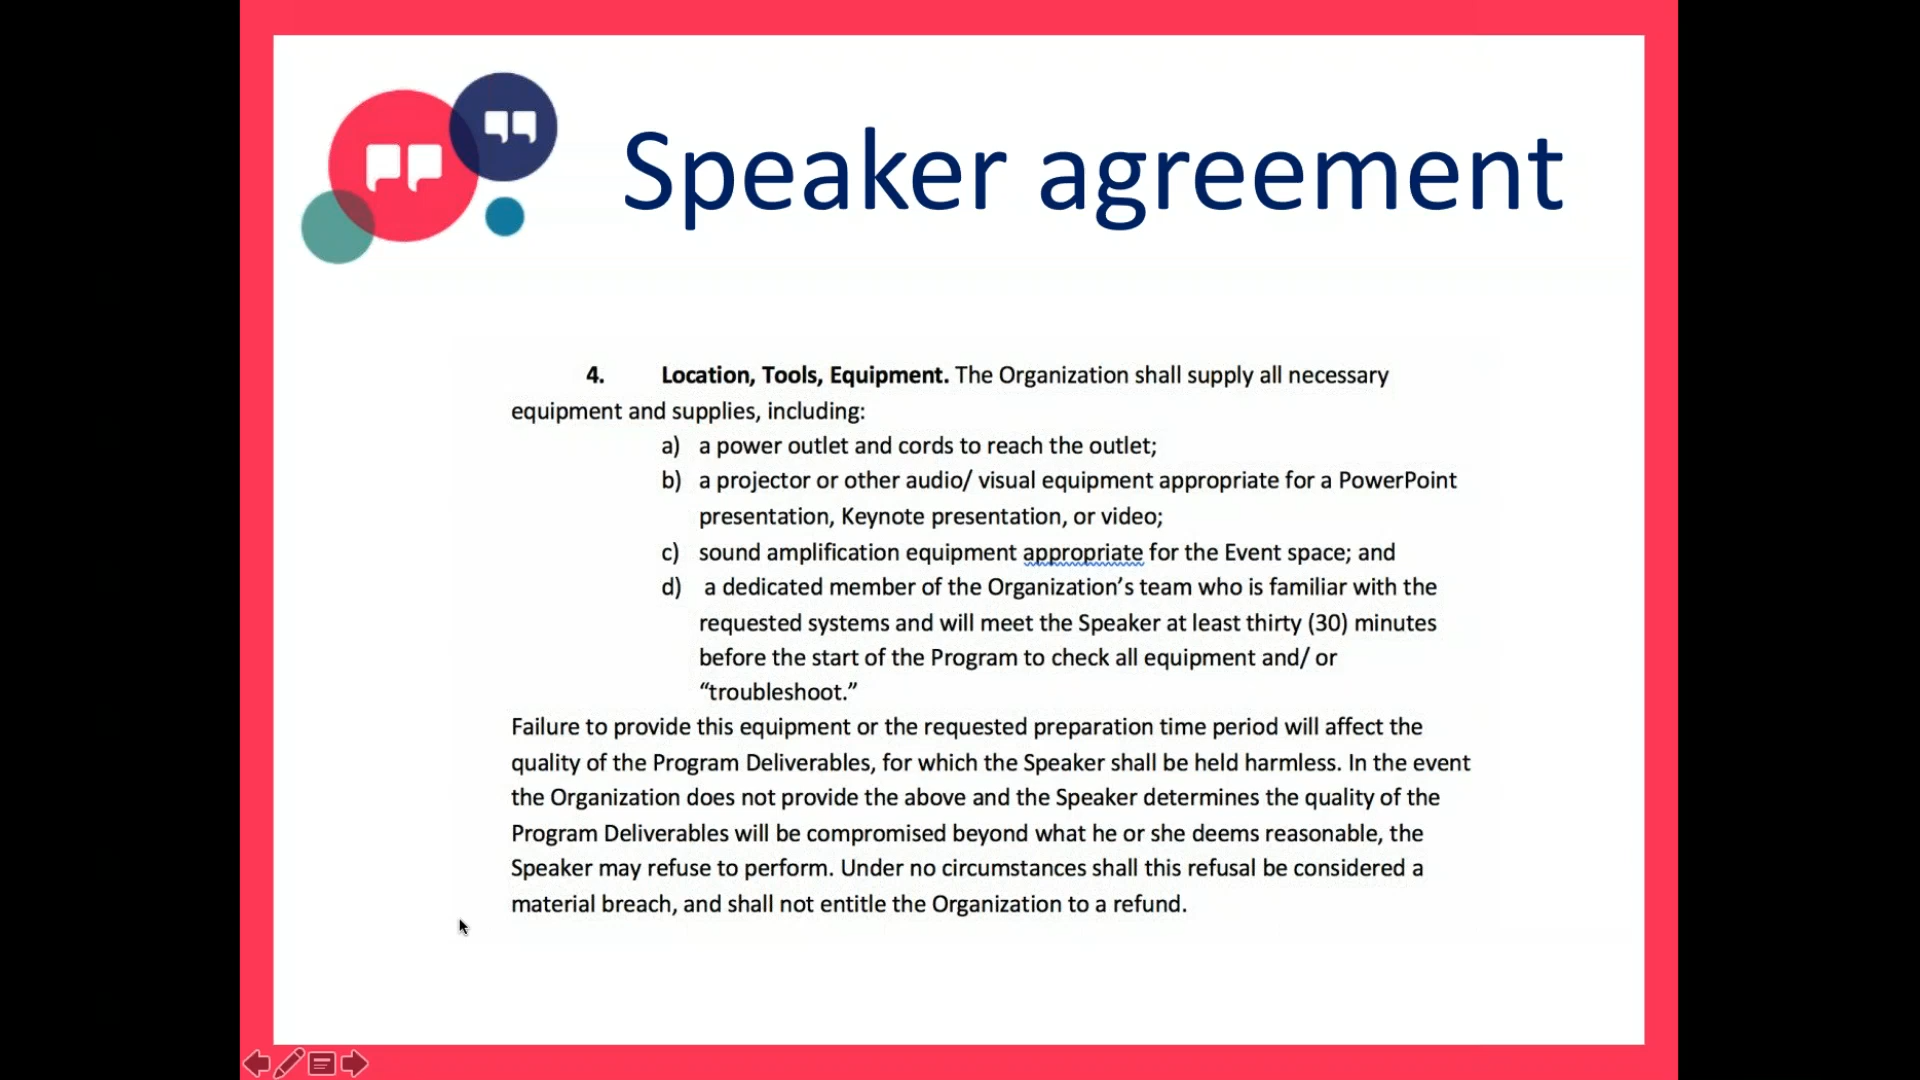 Speaker agreement
4. Location, Tools, Equipment. The Organization shall supply all necessary
equipment and supplies, including:
a) a power outlet and cords to reach the outlet;
b) a projector or other audio/ visual equipment appropriate for a PowerPoint
presentation, Keynote presentation, or video;
c) sound amplification equipment appropriate for the Event space; and
d) a dedicated member of the Organization’s team who is familiar with the
requested systems and will meet the Speaker at least thirty (30) minutes
before the start of the Program to check all equipment and/ or
“troubleshoot.”
Failure to provide this equipment or the requested preparation time period will affect the
quality of the Program Deliverables, for which the Speaker shall be held harmless. In the event
the Organization does not provide the above and the Speaker determines the quality of the
Program Deliverables will be compromised beyond what he or she deems reasonable, the
Speaker may refuse to perform. Under no circumstances shall this refusal be considered a
material breach, and shall not entitle the Organization to a refund.